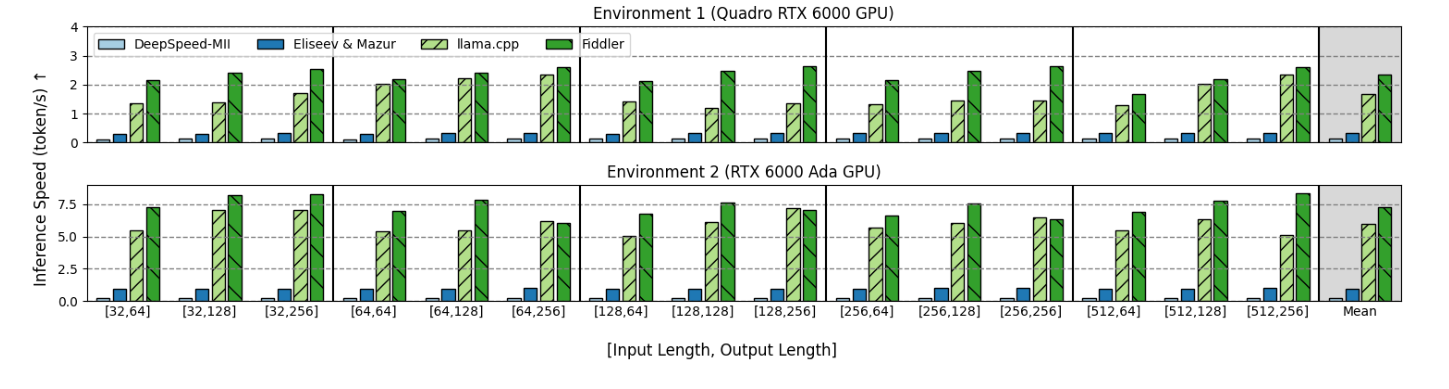 Environment 1 (Quadro RTX 6000 GPU)
4
3
2
1
0
DeepSpeed-MII Eliseev & Mazur llama.cpp Fiddler
Inference Speed (token/s) ↑
Environment 2 (RTX 6000 Ada GPU)
7.5
5.0
2.5
0.0
[32,64] [32,128] [32,256] [64,64] [64,128] [64,256] [128,64] [128,128] [128,256] [256,64] [256,128] [256,256] [512,64] [512,128] [512,256] Mean
[Input Length, Output Length]